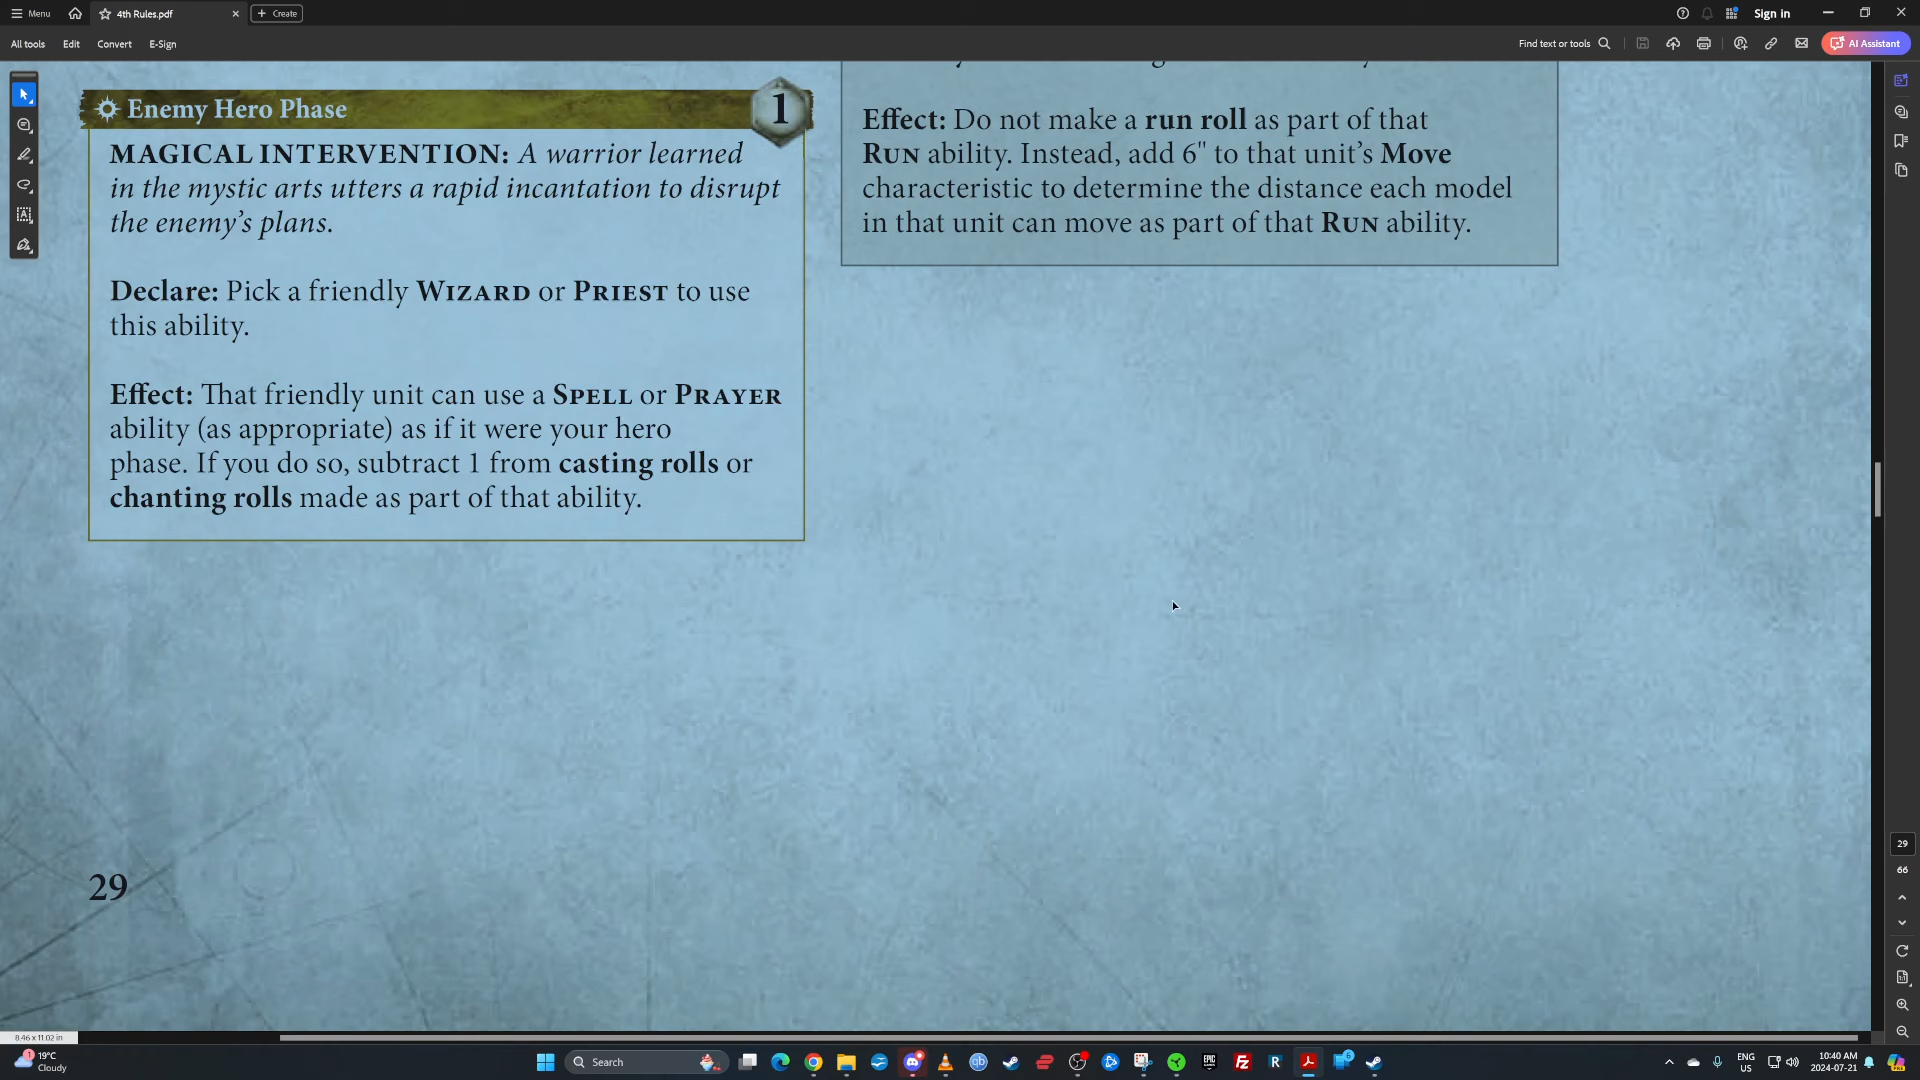 Menu
4th Rules.pdf
Create
Sign in
All tools
Edit
Convert
E-Sign
Find text or tools
AI Assistant
Enemy Hero Phase
1
MAGICAL INTERVENTION: A warrior learned
in the mystic arts utters a rapid incantation to disrupt
the enemy's plans.
Declare: Pick a friendly WIZARD or PRIEST to use
this ability.
Effect: That friendly unit can use a SPELL or PRAYER
ability (as appropriate) as if it were your hero
phase. If you do so, subtract 1 from casting rolls or
chanting rolls made as part of that ability.
29
Effect: Do not make a run roll as part of that
RUN ability. Instead, add 6" to that unit's Move
characteristic to determine the distance each model
in that unit can move as part of that RUN ability.
29
66
8.46 x 11.02 in
1
19°C
Cloudy
Search
qb
EPIC
GAMES
FZ
R
6
ENG
US
10:40 AM
2024-07-21
PRE